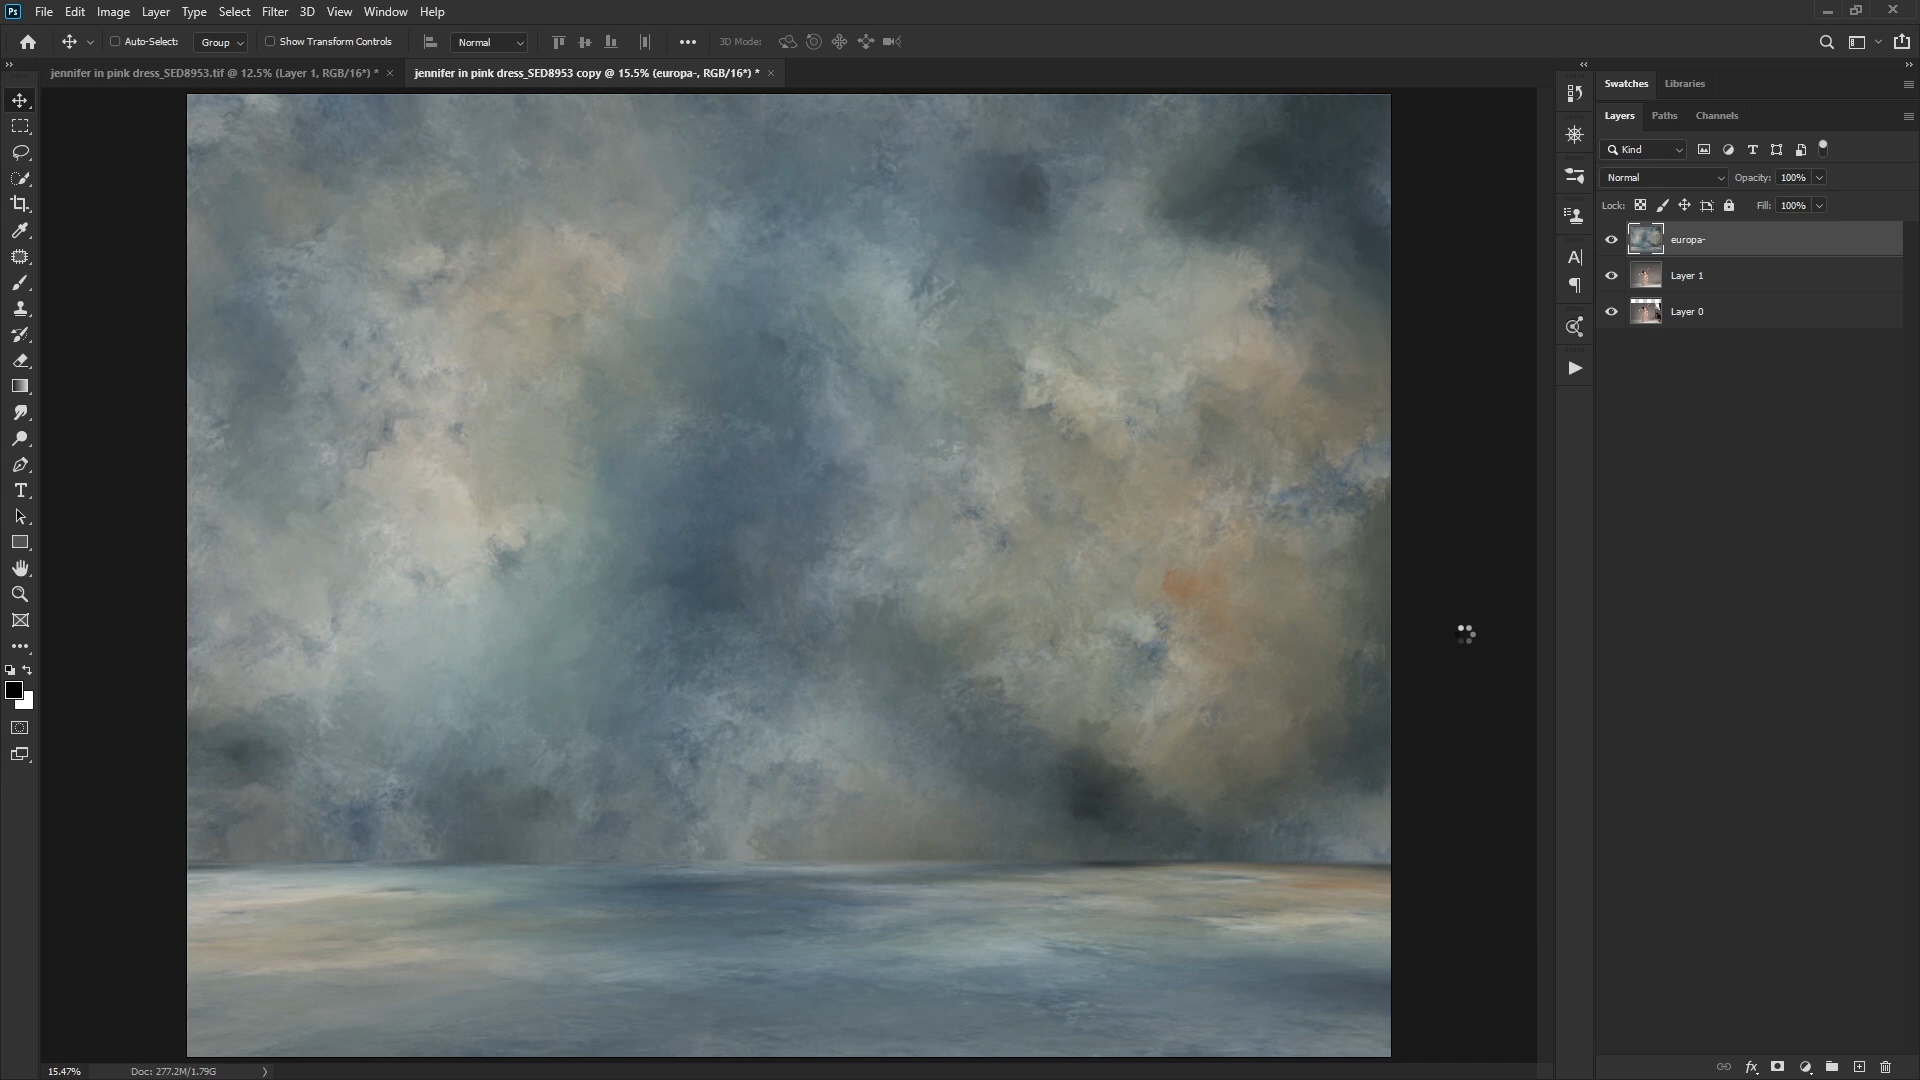 Ps File Edit Image Layer Type Select Filter 3D View Window Help
Auto-Select: Group Show Transform Controls Normal 3D Mode:
jennifer in pink dress_SED8953.tif @ 12.5% (Layer 1, RGB/16*) * jennifer in pink dress_SED8953 copy @ 15.5% (europa-, RGB/16*) *
Swatches Libraries
Layers Paths Channels
Kind
Normal Opacity: 100%
Lock: Fill: 100%
europa-
Layer 1
Layer 0
15.47% Doc: 277.2M/1.79G